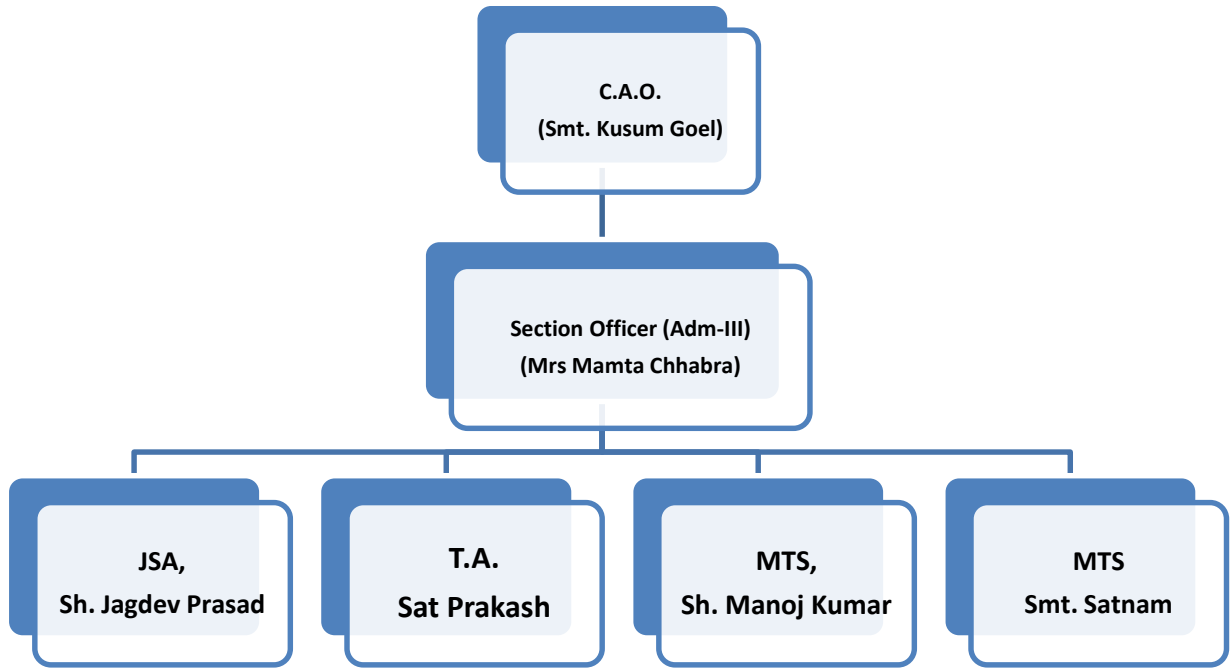 C.A.O.
(Smt. Kusum Goel)
Section Officer (Adm-III)
(Mrs Mamta Chhabra)
JSA,
Sh. Jagdev Prasad
T.A.
Sat Prakash
MTS,
Sh. Manoj Kumar
MTS
Smt. Satnam